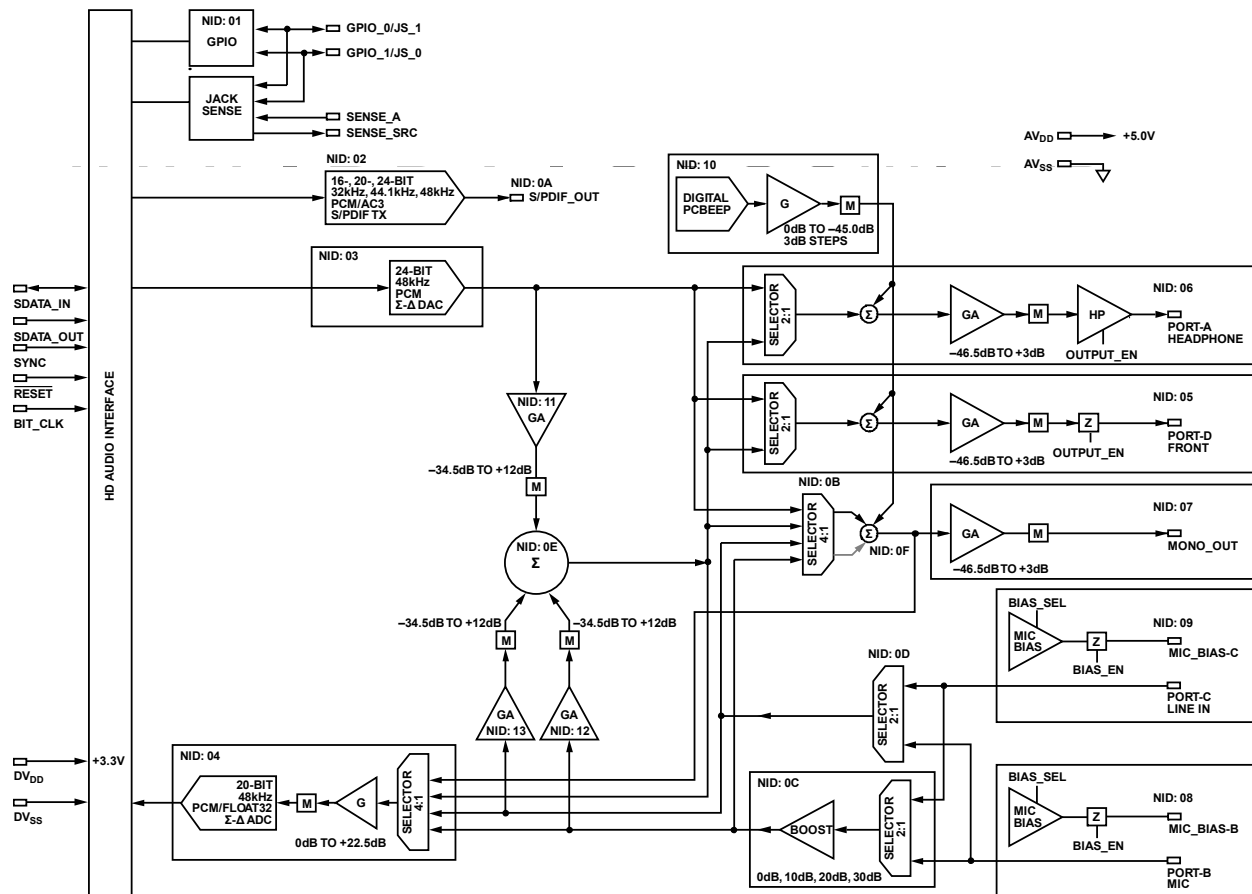 NID: 01
GPIO
GPIO_0/JS_1
GPIO_1/JS_0
JACK
SENSE
SENSE_A
SENSE_SRC
AVDD
+5.0V
AVSS
NID: 02
16-, 20-, 24-BIT
32kHz, 44.1kHz, 48kHz
PCM/AC3
S/PDIF TX
NID: 0A
S/PDIF_OUT
NID: 10
DIGITAL
PCBEEP
G
M
0dB TO –45.0dB
3dB STEPS
NID: 03
24-BIT
48kHz
PCM
Σ-Δ DAC
SDATA_IN
SDATA_OUT
SYNC
RESET
BIT_CLK
HD AUDIO INTERFACE
SELECTOR
2:1
Σ
GA
M
HP
–46.5dB TO +3dB
OUTPUT_EN
NID: 06
PORT-A
HEADPHONE
SELECTOR
2:1
Σ
GA
M
Z
–46.5dB TO +3dB
OUTPUT_EN
NID: 05
PORT-D
FRONT
NID: 11
GA
–34.5dB TO +12dB
M
NID: 0E
Σ
NID: 0B
SELECTOR
4:1
Σ
NID: 0F
GA
M
–46.5dB TO +3dB
NID: 07
MONO_OUT
–34.5dB TO +12dB
–34.5dB TO +12dB
M
M
GA
NID: 13
GA
NID: 12
BIAS_SEL
MIC
BIAS
Z
BIAS_EN
NID: 09
MIC_BIAS-C
PORT-C
LINE IN
NID: 0D
SELECTOR
2:1
DVDD
+3.3V
DVSS
NID: 04
20-BIT
48kHz
PCM/FLOAT32
Σ-Δ ADC
M
G
0dB TO +22.5dB
SELECTOR
4:1
NID: 0C
BOOST
SELECTOR
2:1
0dB, 10dB, 20dB, 30dB
BIAS_SEL
MIC
BIAS
Z
BIAS_EN
NID: 08
MIC_BIAS-B
PORT-B
MIC